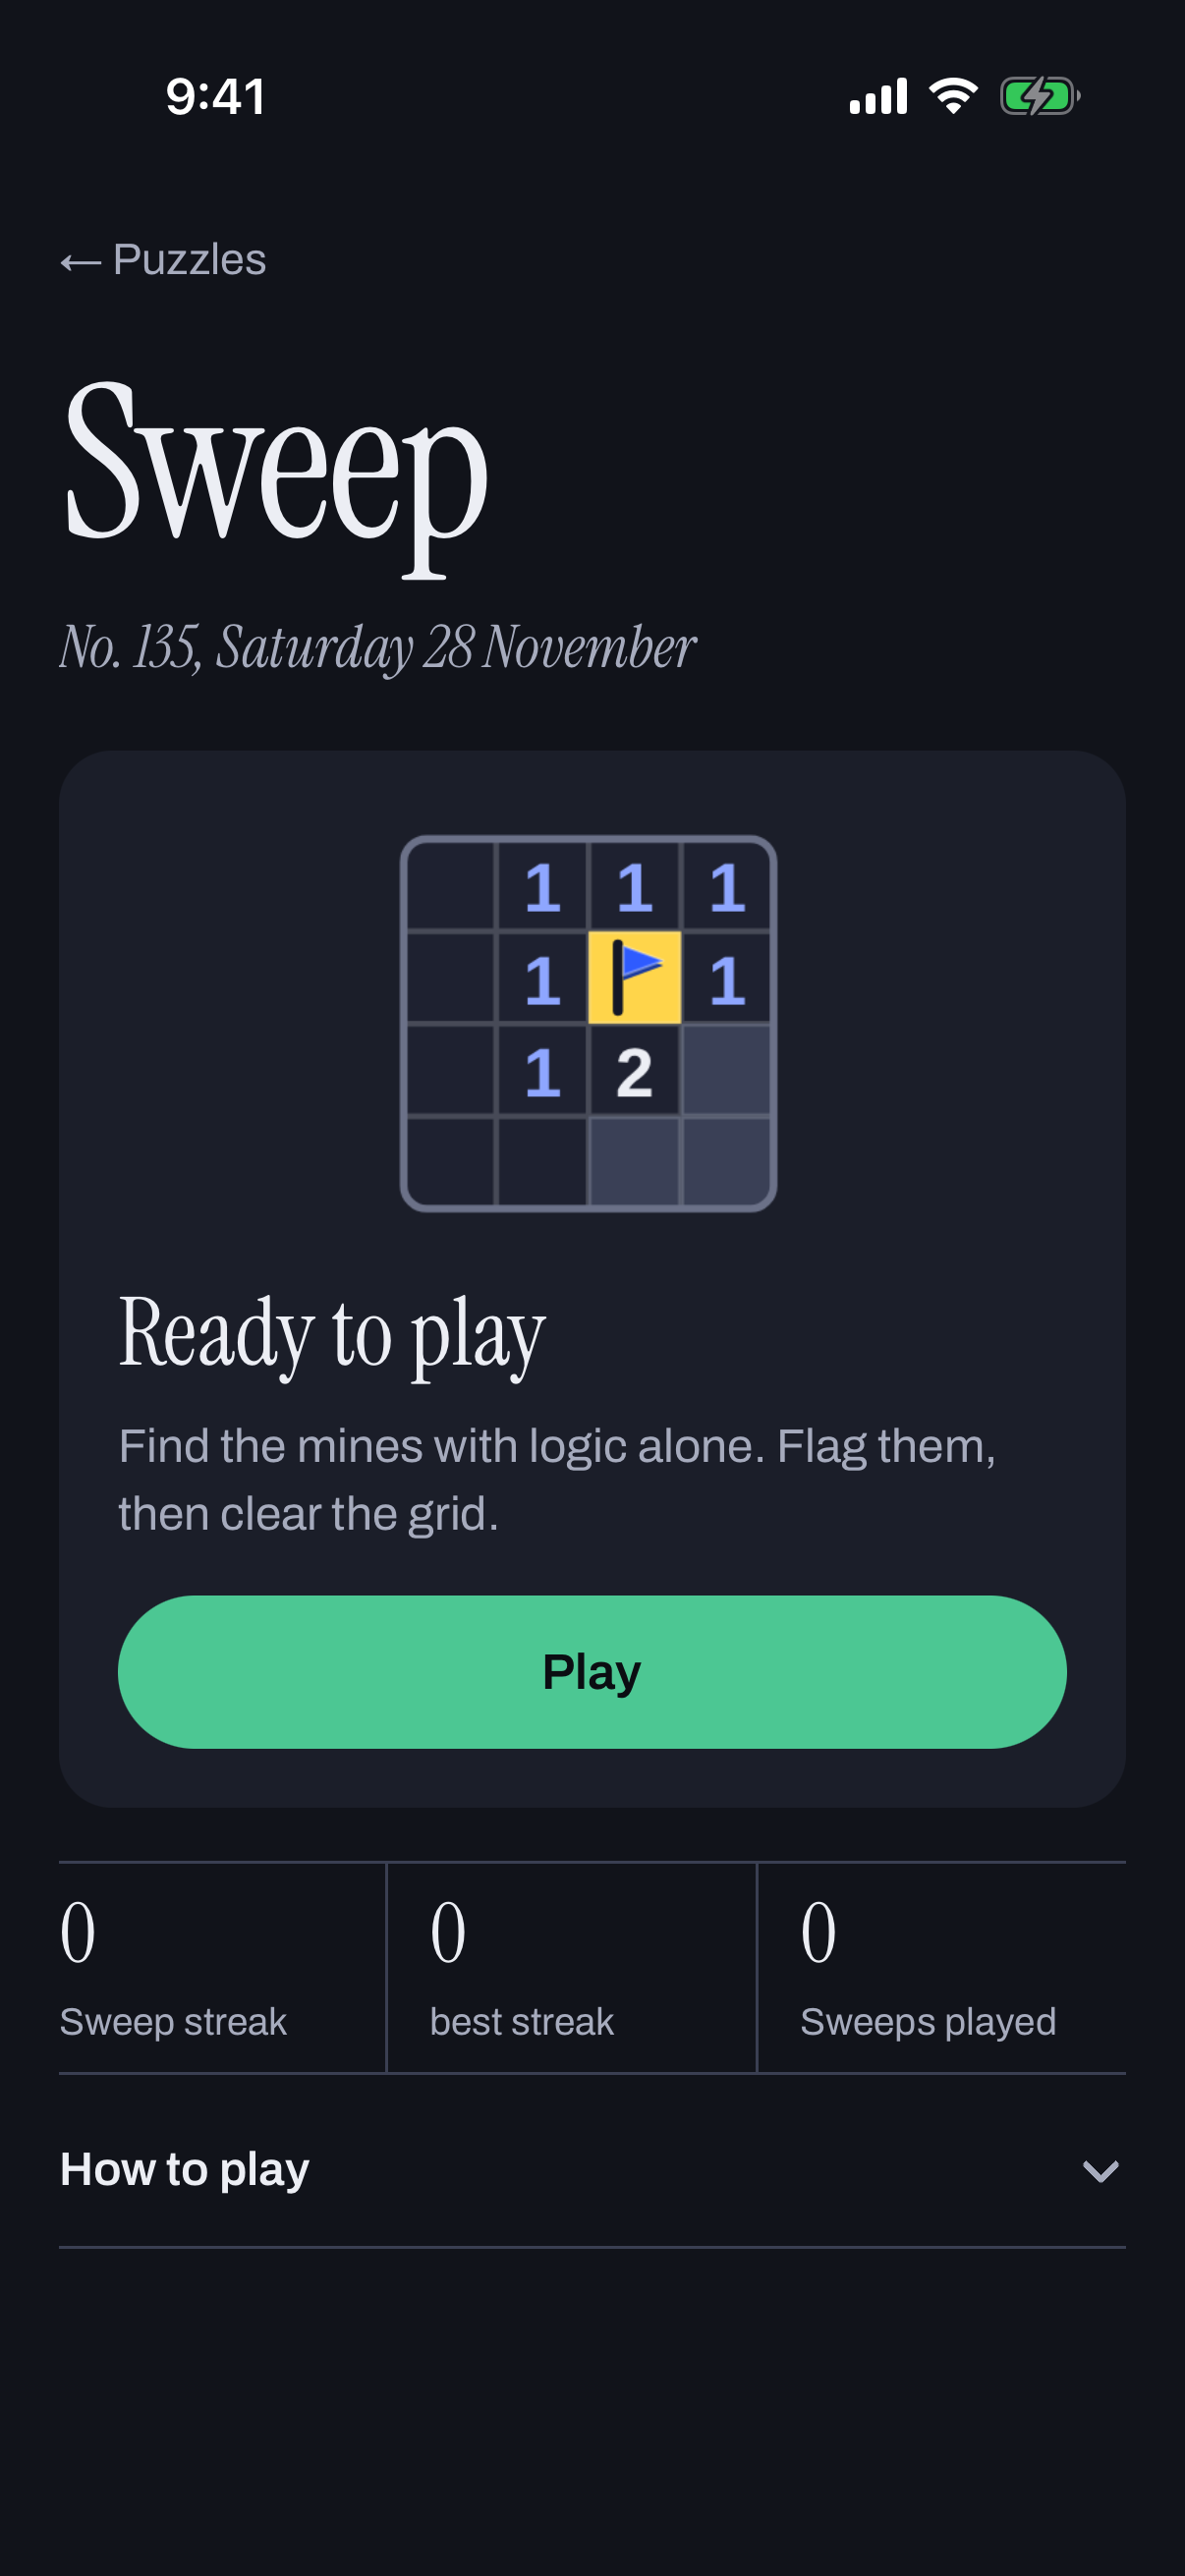 9:41
← Puzzles
Sweep
No. 135, Saturday 28 November
1 1 1
1 1
1 2
Ready to play
Find the mines with logic alone. Flag them,
then clear the grid.
Play
0 0 0
Sweep streak best streak Sweeps played
How to play